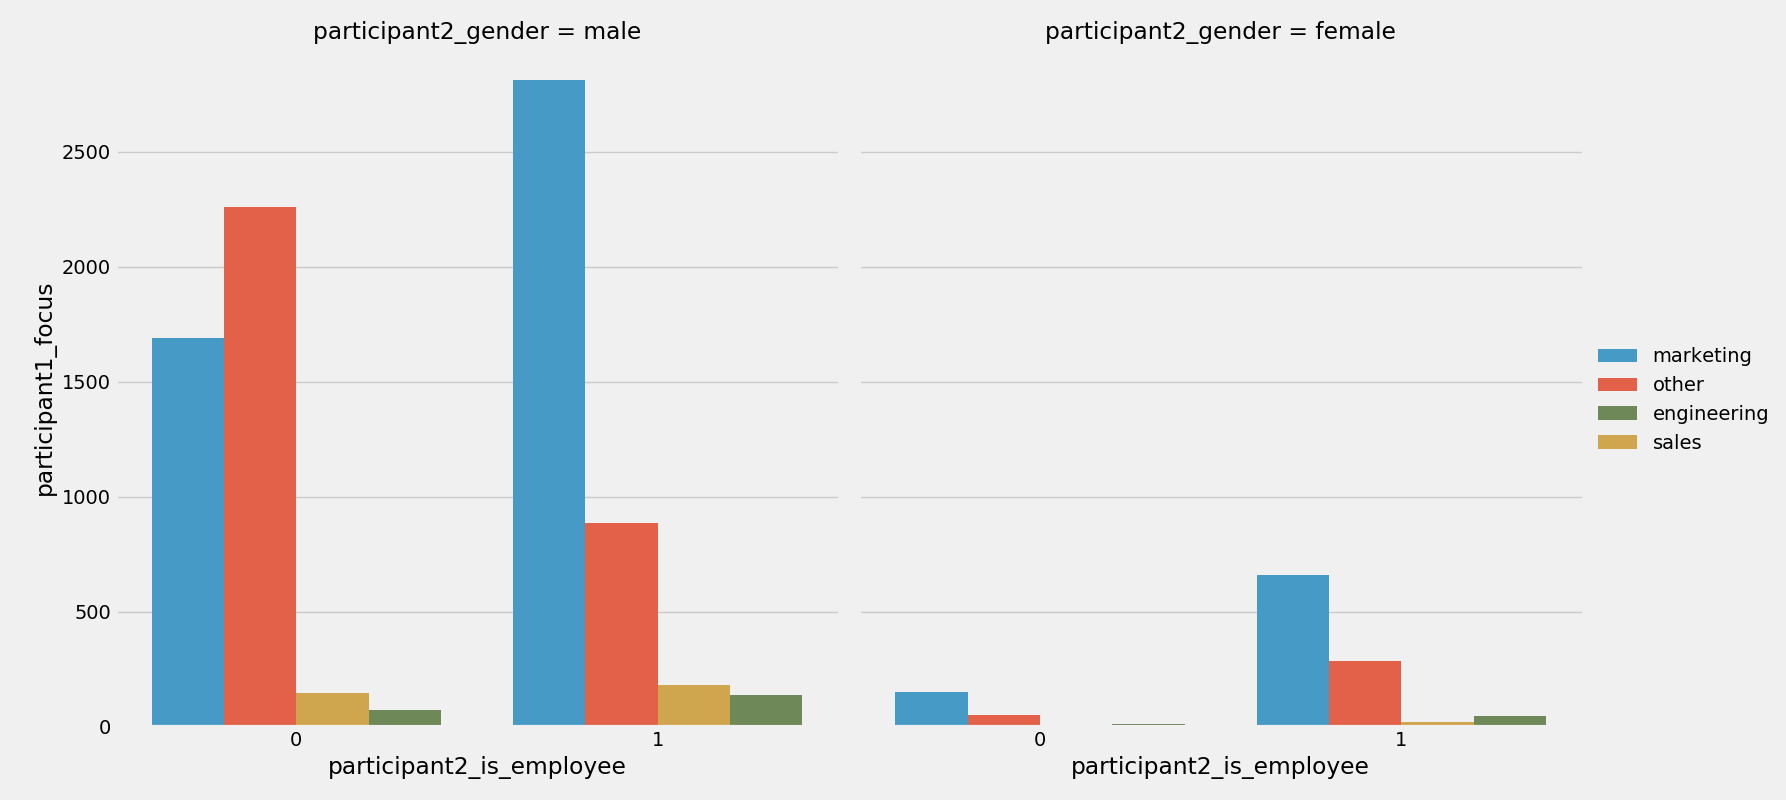 participant2_gender = male
participant2_gender = female
participant1_focus
2500
2000
1500
1000
500
0
0
1
0
1
participant2_is_employee
participant2_is_employee
marketing
other
engineering
sales